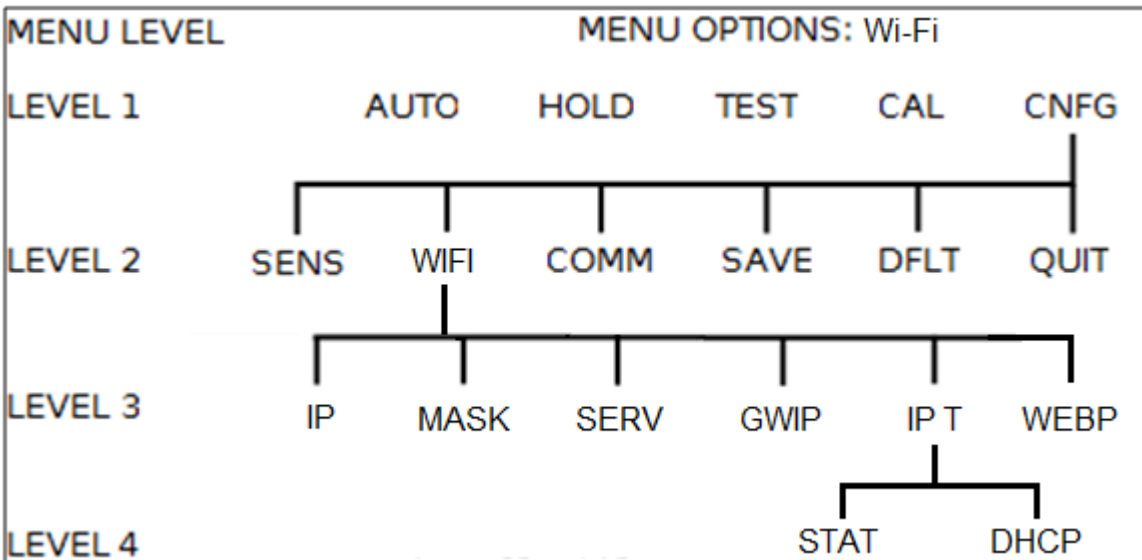 MENU LEVEL MENU OPTIONS: Wi-Fi
LEVEL 1 AUTO HOLD TEST CAL CNFG
LEVEL 2 SENS WIFI COMM SAVE DFLT QUIT
LEVEL 3 IP MASK SERV GWIP IP T WEBP
LEVEL 4 STAT DHCP